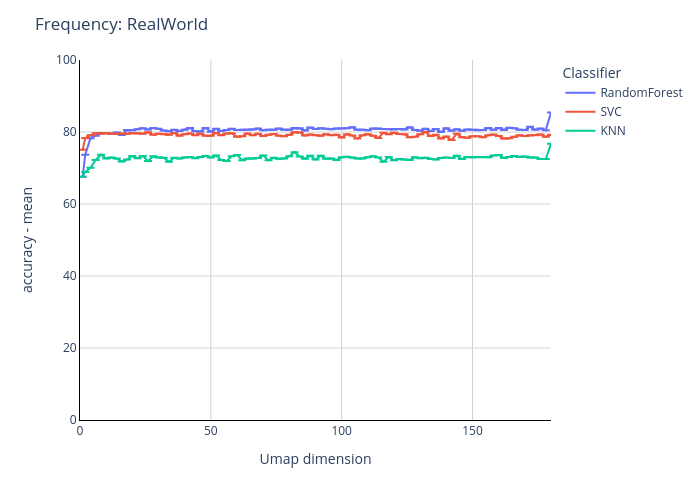 Frequency: RealWorld
100
80
60
40
20
0
accuracy - mean
0
50
100
150
Umap dimension
Classifier
RandomForest
SVC
KNN